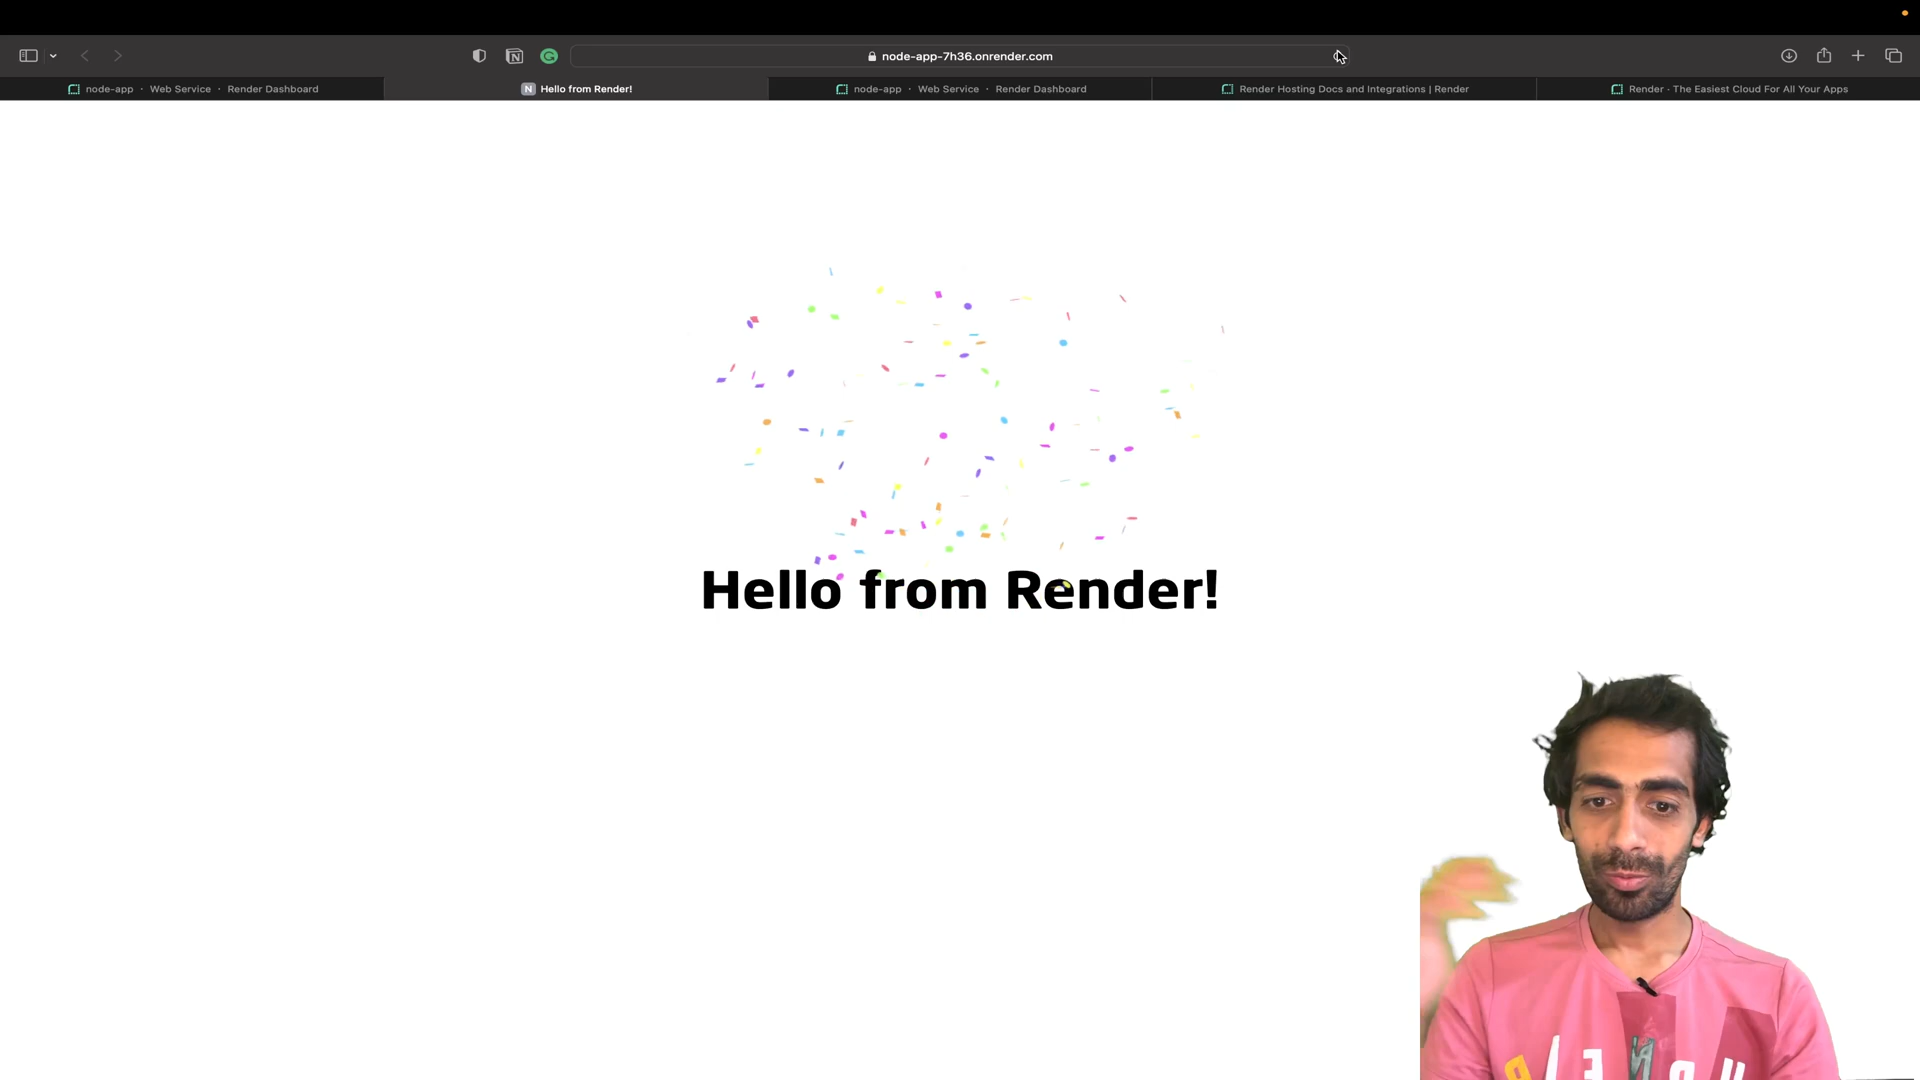 node-app-7h36.onrender.com
node-app · Web Service · Render Dashboard
N Hello from Render!
node-app · Web Service · Render Dashboard
Render Hosting Docs and Integrations | Render
Render · The Easiest Cloud For All Your Apps
Hello from Render!